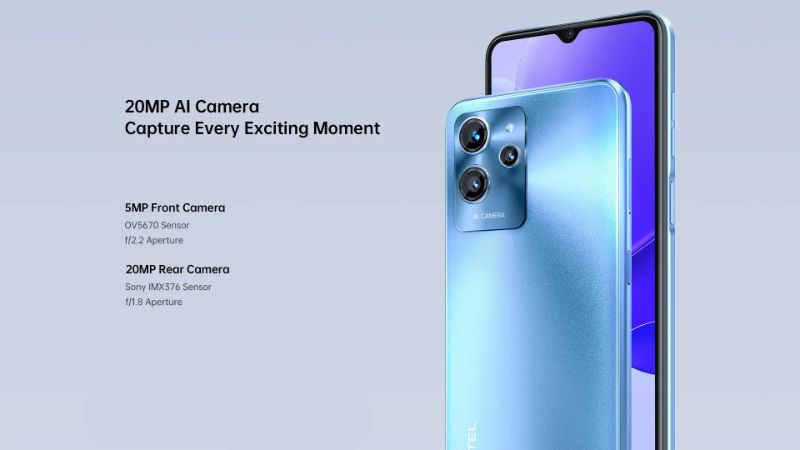 20MP AI Camera
Capture Every Exciting Moment
5MP Front Camera
OV5670 Sensor
f/2.2 Aperture
20MP Rear Camera
Sony IMX376 Sensor
f/1.8 Aperture
AI CAMERA
TEL